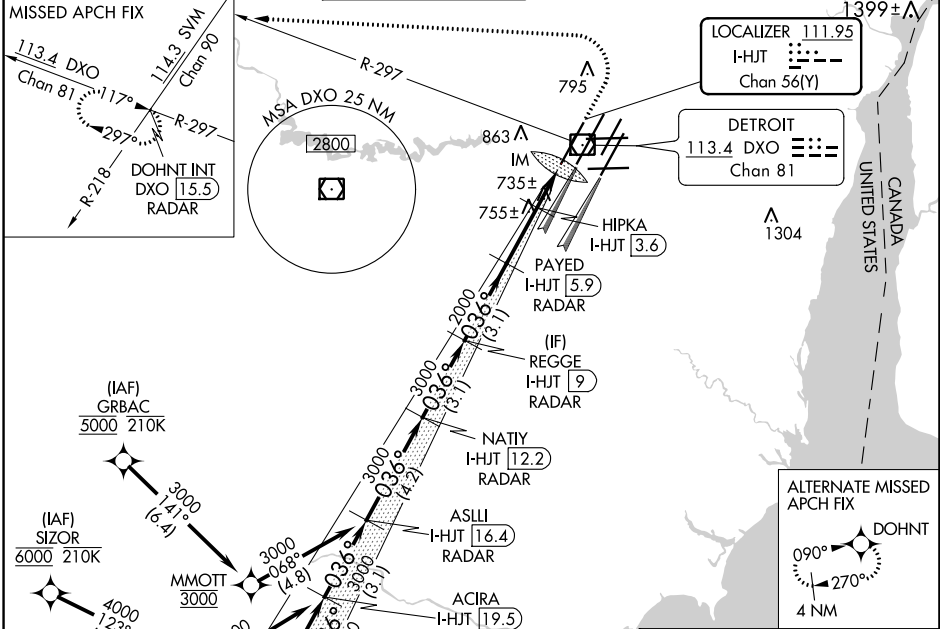 MISSED APCH FIX
113.4 DXO
Chan 81
114.3 SVM
Chan 90
117°
297°
R-297
R-218
DOHNT INT
DXO 15.5
RADAR
R-297
MSA DXO 25 NM
2800
1399±
795
863
IM
735±
755±
1304
LOCALIZER 111.95
I-HJT
Chan 56(Y)
DETROIT
113.4 DXO
Chan 81
CANADA
UNITED STATES
HIPKA
I-HJT 3.6
PAYED
I-HJT 5.9
RADAR
2000
036°
(3.1)
(IF)
REGGE
I-HJT 9
RADAR
3000
036°
(3.1)
NATIY
I-HJT 12.2
RADAR
3000
036°
(4.2)
ASLLI
I-HJT 16.4
RADAR
036°
3000
(3.1)
ACIRA
I-HJT 19.5
(IAF)
GRBAC
5000 210K
3000
141°
(6.4)
(IAF)
SIZOR
6000 210K
4000
123°
MMOTT
3000
3000
068°
(4.8)
ALTERNATE MISSED
APCH FIX
DOHNT
090°
270°
4 NM